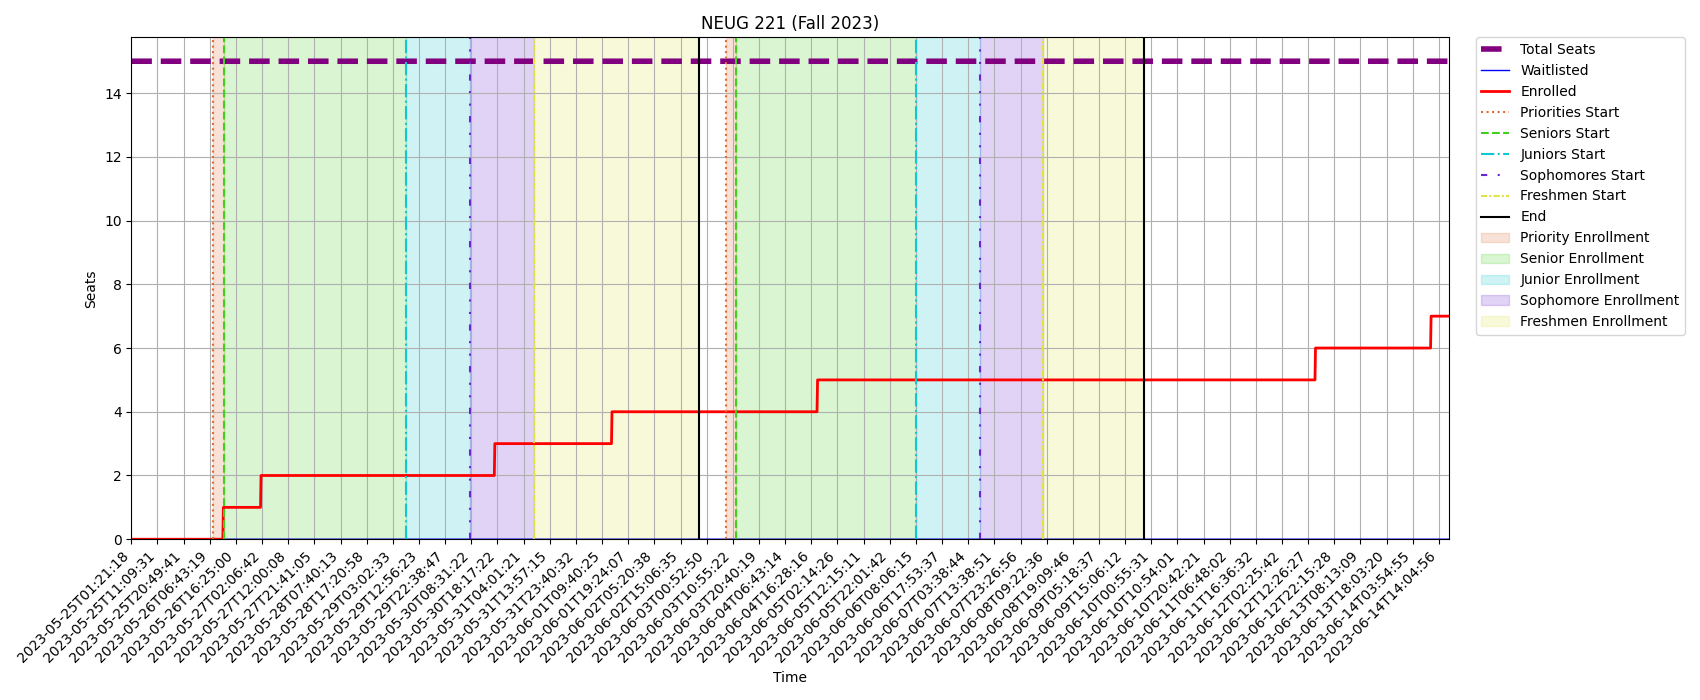 NEUG 221 (Fall 2023)
Total Seats
Waitlisted
Enrolled
Priorities Start
Seniors Start
Juniors Start
Sophomores Start
Freshmen Start
End
Priority Enrollment
Senior Enrollment
Junior Enrollment
Sophomore Enrollment
Freshmen Enrollment
Seats
14
12
10
8
6
4
2
0
2023-05-25T01:21:18
2023-05-25T11:09:31
2023-05-25T20:49:41
2023-05-26T06:43:19
2023-05-26T16:25:00
2023-05-27T02:06:42
2023-05-27T12:00:08
2023-05-27T21:41:05
2023-05-28T07:40:13
2023-05-28T17:20:58
2023-05-29T03:02:33
2023-05-29T12:56:23
2023-05-29T22:38:47
2023-05-30T08:31:22
2023-05-30T18:17:22
2023-05-31T04:01:21
2023-05-31T13:57:15
2023-05-31T23:40:32
2023-06-01T09:40:25
2023-06-01T19:24:07
2023-06-02T05:20:38
2023-06-02T15:06:35
2023-06-03T00:52:50
2023-06-03T10:55:22
2023-06-03T20:40:19
2023-06-04T06:43:14
2023-06-04T16:28:16
2023-06-05T02:14:26
2023-06-05T12:15:11
2023-06-05T22:01:42
2023-06-06T08:06:15
2023-06-06T17:53:37
2023-06-07T03:38:44
2023-06-07T13:38:51
2023-06-07T23:26:56
2023-06-08T09:22:36
2023-06-08T19:09:46
2023-06-09T05:18:37
2023-06-09T15:06:12
2023-06-10T00:55:31
2023-06-10T10:54:01
2023-06-10T20:42:21
2023-06-11T06:48:02
2023-06-11T16:36:32
2023-06-12T02:25:42
2023-06-12T12:26:27
2023-06-12T22:15:28
2023-06-13T08:13:09
2023-06-13T18:03:20
2023-06-14T03:54:55
2023-06-14T14:04:56
Time